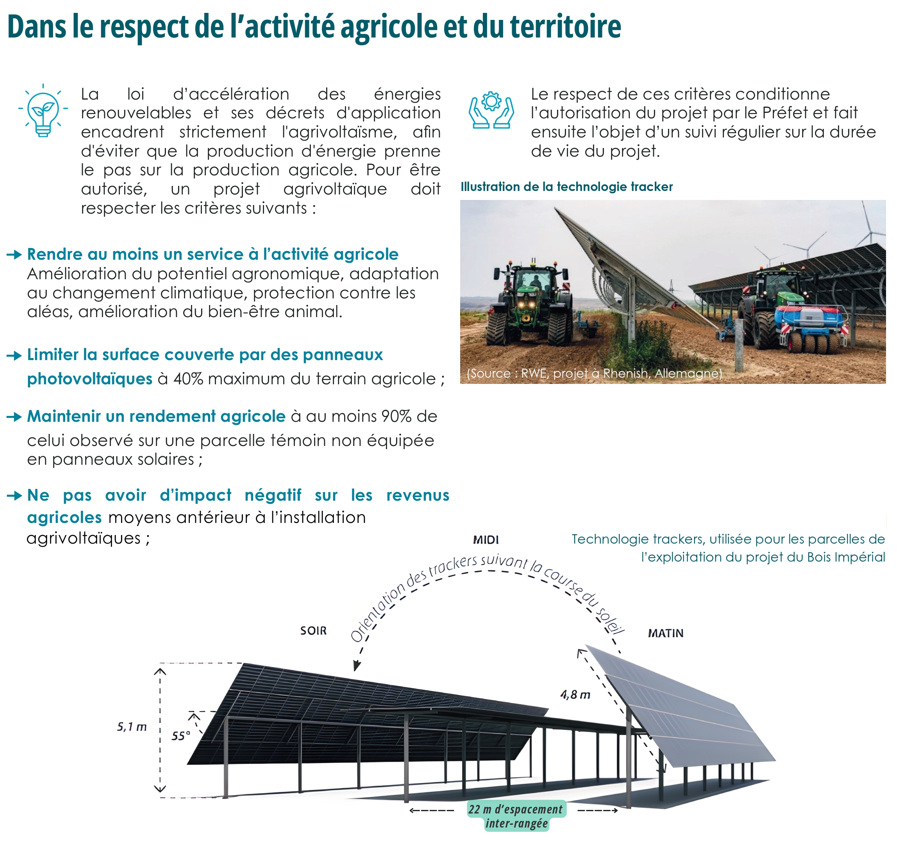 Dans le respect de l'activité agricole et du territoire
La loi d'accélération des énergies
renouvelables et ses décrets d'application
encadrent strictement l'agrivoltaïsme, afin
d'éviter que la production d'énergie prenne
le pas sur la production agricole. Pour être
autorisé, un projet agrivoltaïque doit
respecter les critères suivants :
Rendre au moins un service à l'activité agricole
Amélioration du potentiel agronomique, adaptation
au changement climatique, protection contre les
aléas, amélioration du bien-être animal.
Limiter la surface couverte par des panneaux
photovoltaïques à 40% maximum du terrain agricole ;
Maintenir un rendement agricole à au moins 90% de
celui observé sur une parcelle témoin non équipée
en panneaux solaires ;
Ne pas avoir d'impact négatif sur les revenus
agricoles moyens antérieur à l'installation
agrivoltaïques ;
Le respect de ces critères conditionne
l'autorisation du projet par le Préfet et fait
ensuite l'objet d'un suivi régulier sur la durée
de vie du projet.
Illustration de la technologie tracker
(Source : RWE, projet à Rhenish, Allemagne)
Technologie trackers, utilisée pour les parcelles de
l'exploitation du projet du Bois Impérial
MIDI
Orientation des trackers suivant la course du soleil
SOIR
MATIN
4,8 m
5,1 m
55°
22 m d'espacement
inter-rangée